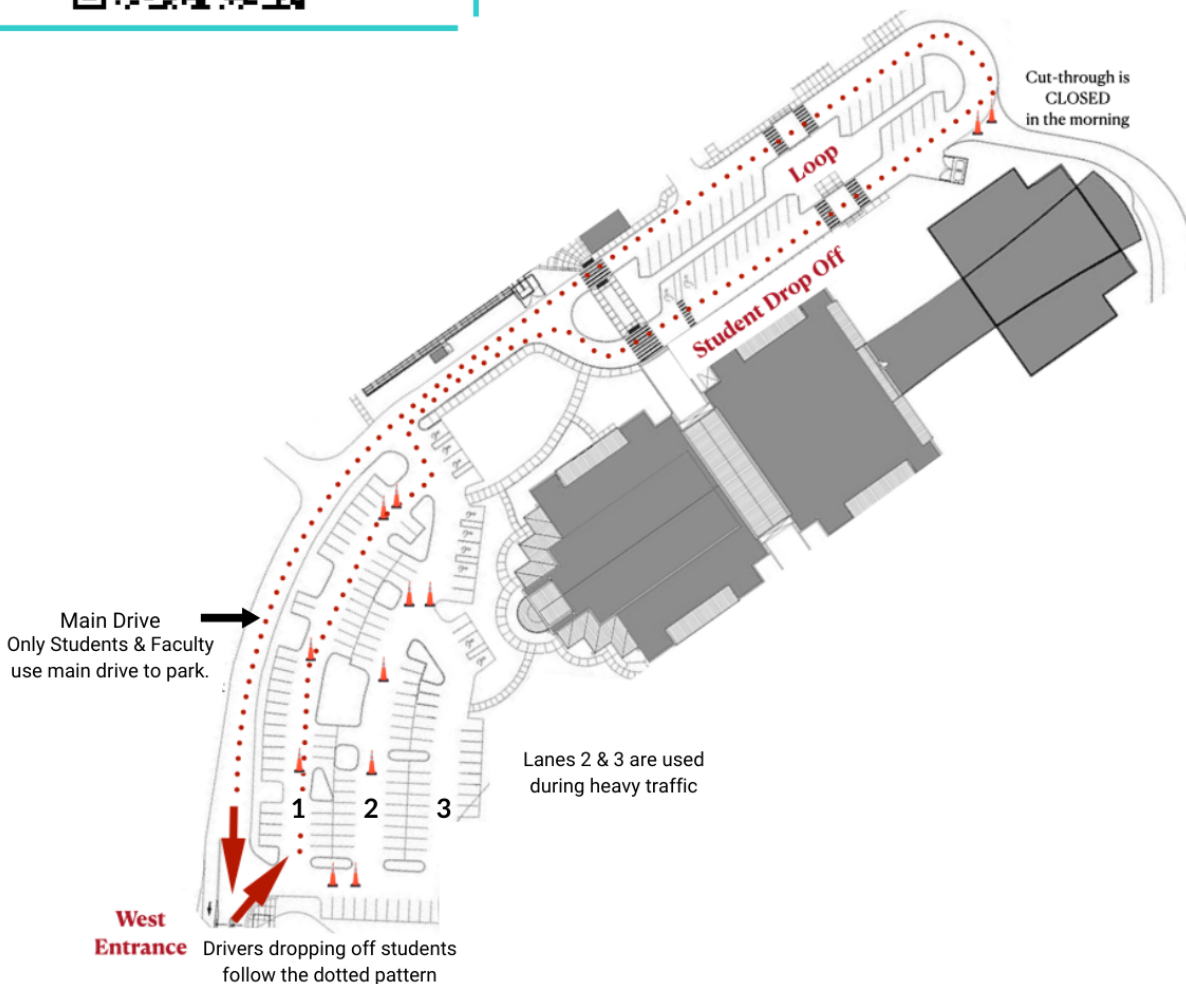 Cut-through is
CLOSED
in the morning
Loop
Student Drop Off
Main Drive
Only Students & Faculty
use main drive to park.
Lanes 2 & 3 are used
during heavy traffic
1
2
3
West
Entrance
Drivers dropping off students
follow the dotted pattern